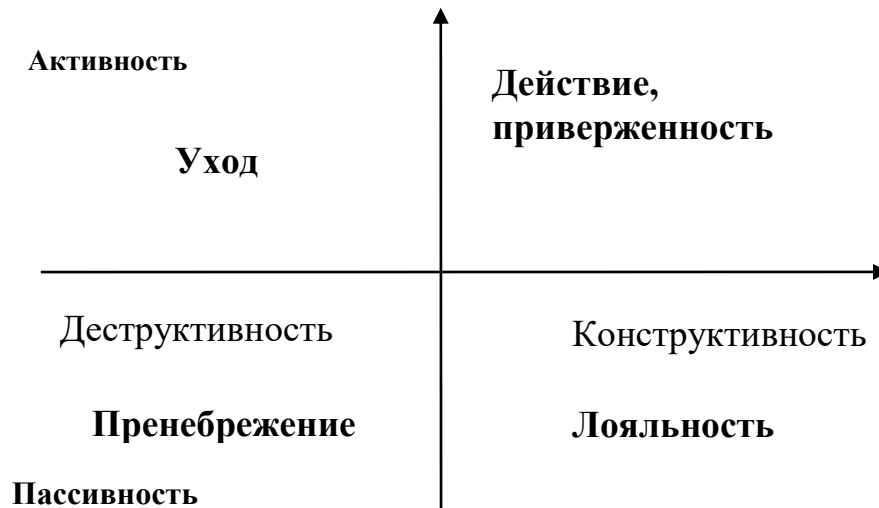 Активность
Действие,
приверженность
Уход
Деструктивность
Конструктивность
Пренебрежение
Лояльность
Пассивность